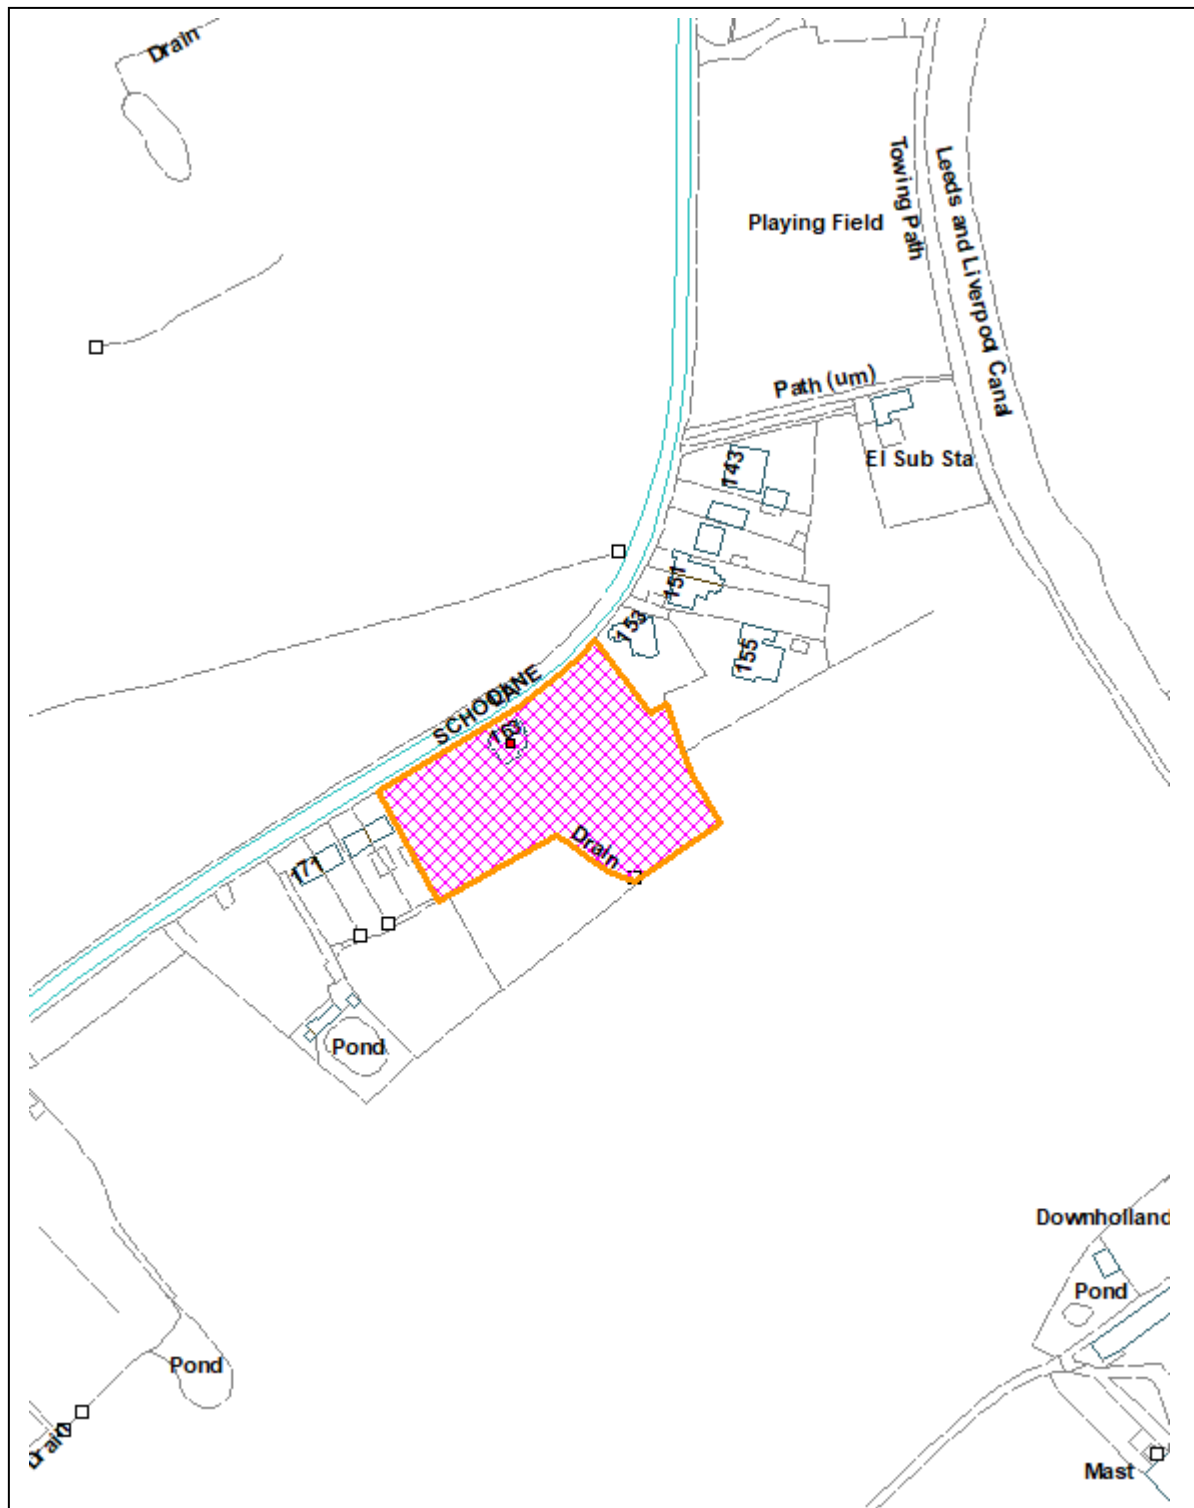 Drain
Towing Path
Leeds and Liverpool Canal
Playing Field
Path (um)
El Sub Sta
143
151
153
155
SCHOOL LANE
163
Drain
171
Pond
Downholland
Pond
Pond
Drain
Mast